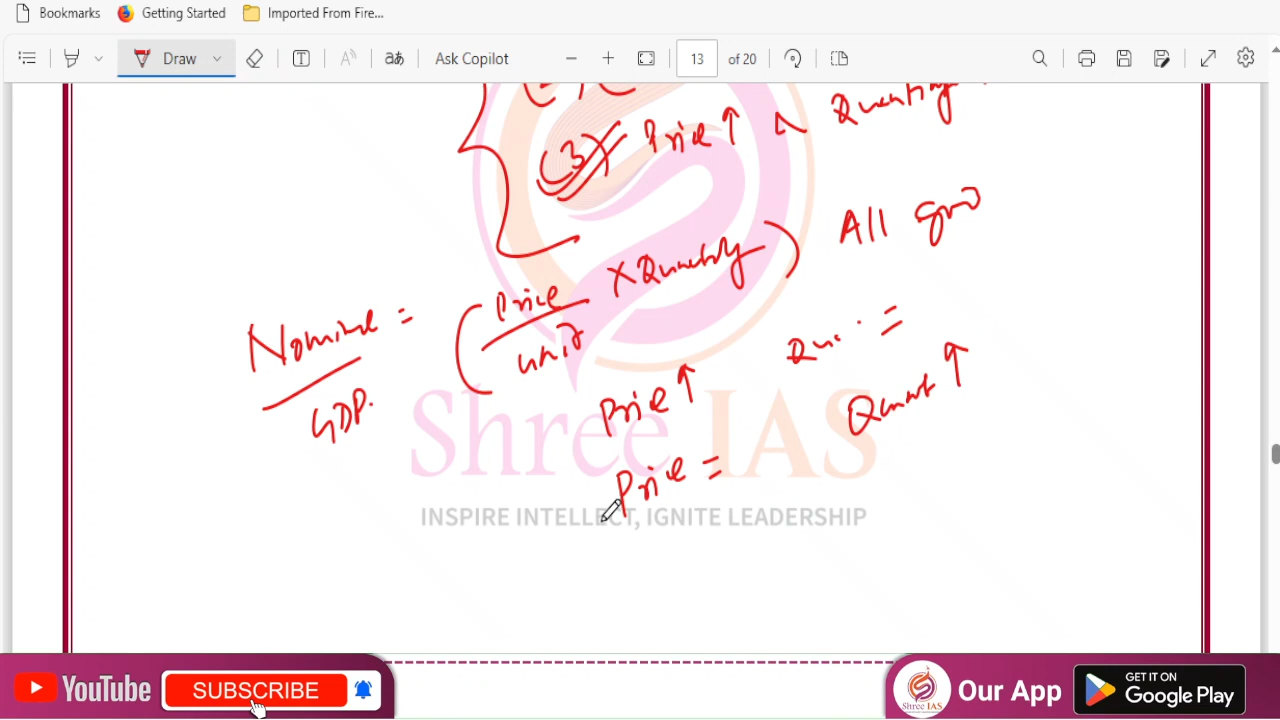 Bookmarks Getting Started Imported From Fire...
Draw Ask Copilot 13 of 20
(3) Price ↑ Quantity
Nominal = (Price / unit × Quantity) All
GDP.
Price ↑ =
Price = Quant ↑
Shree IAS
INSPIRE INTELLECT, IGNITE LEADERSHIP
YouTube SUBSCRIBE Shree IAS Our App GET IT ON Google Play